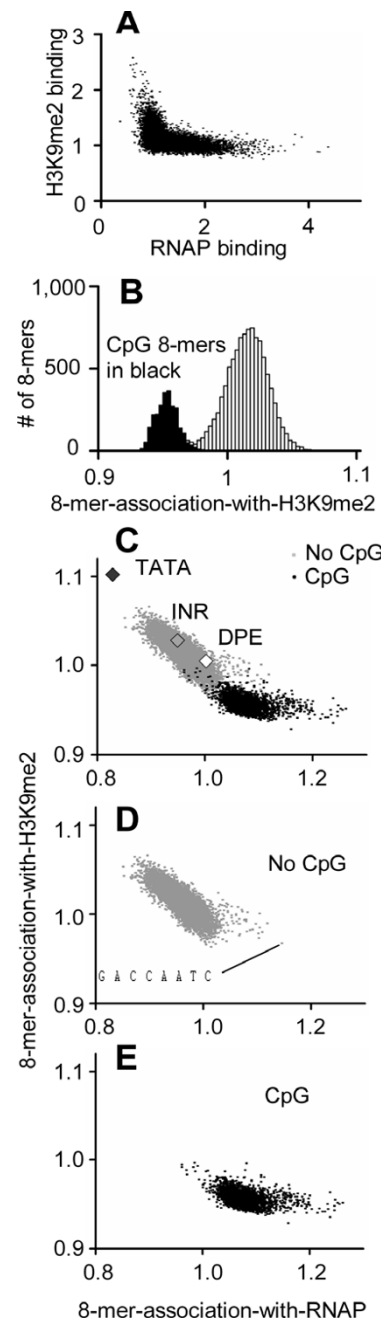 A
3
2
1
0
H3K9me2 binding
0 2 4
RNAP binding
B
1,000
500
0
# of 8-mers
CpG 8-mers
in black
0.9 1 1.1
8-mer-association-with-H3K9me2
C
No CpG
CpG
TATA
INR
DPE
1.1
1.0
0.9
0.8 1.0 1.2
8-mer-association-with-H3K9me2
D
No CpG
1.1
1.0
0.9
G A C C A A T C
0.8 1.0 1.2
E
CpG
1.1
1.0
0.9
0.8 1.0 1.2
8-mer-association-with-RNAP